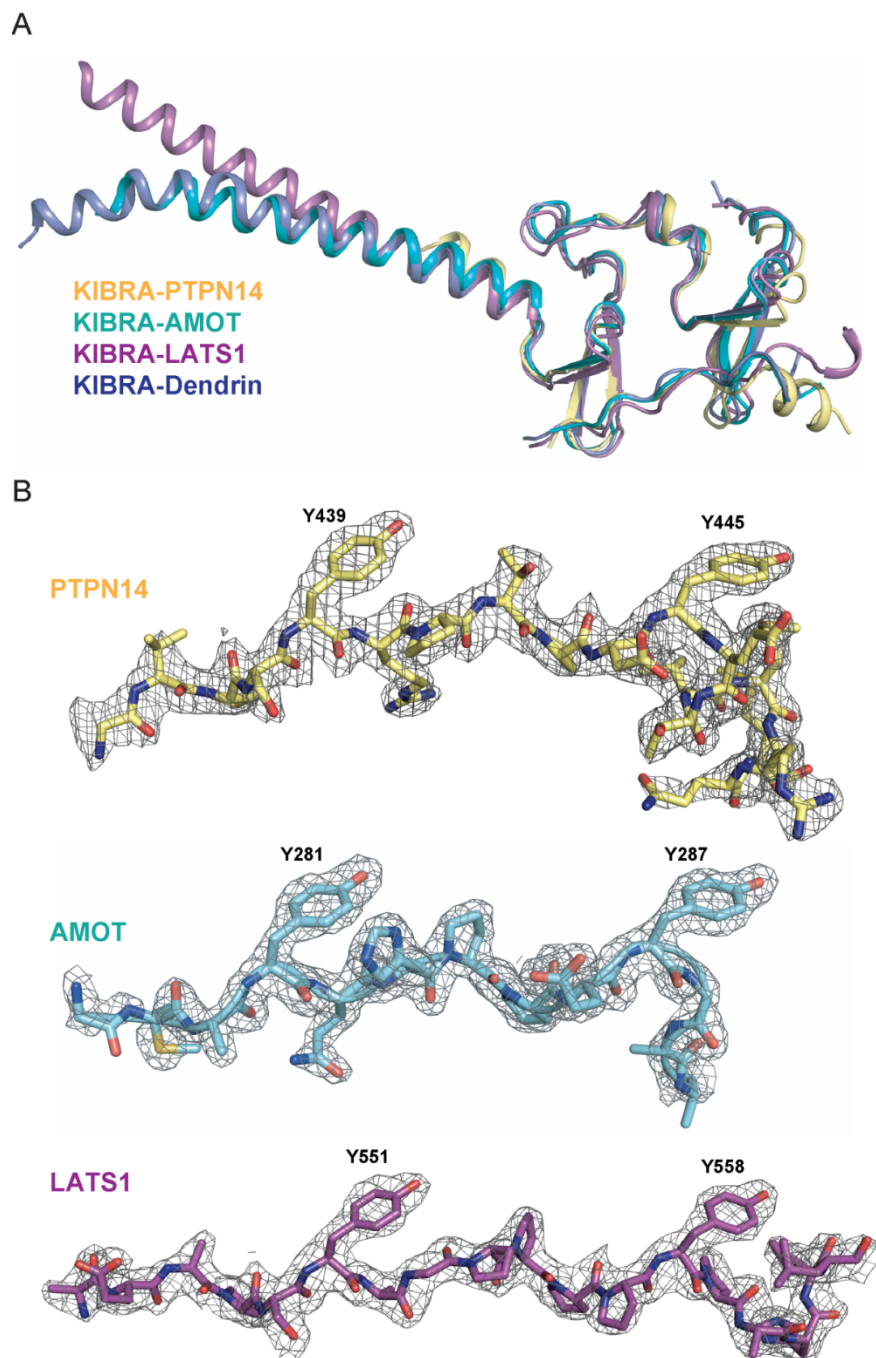 A
KIBRA-PTPN14
KIBRA-AMOT
KIBRA-LATS1
KIBRA-Dendrin
B
Y439 Y445
PTPN14
Y281 Y287
AMOT
Y551 Y558
LATS1